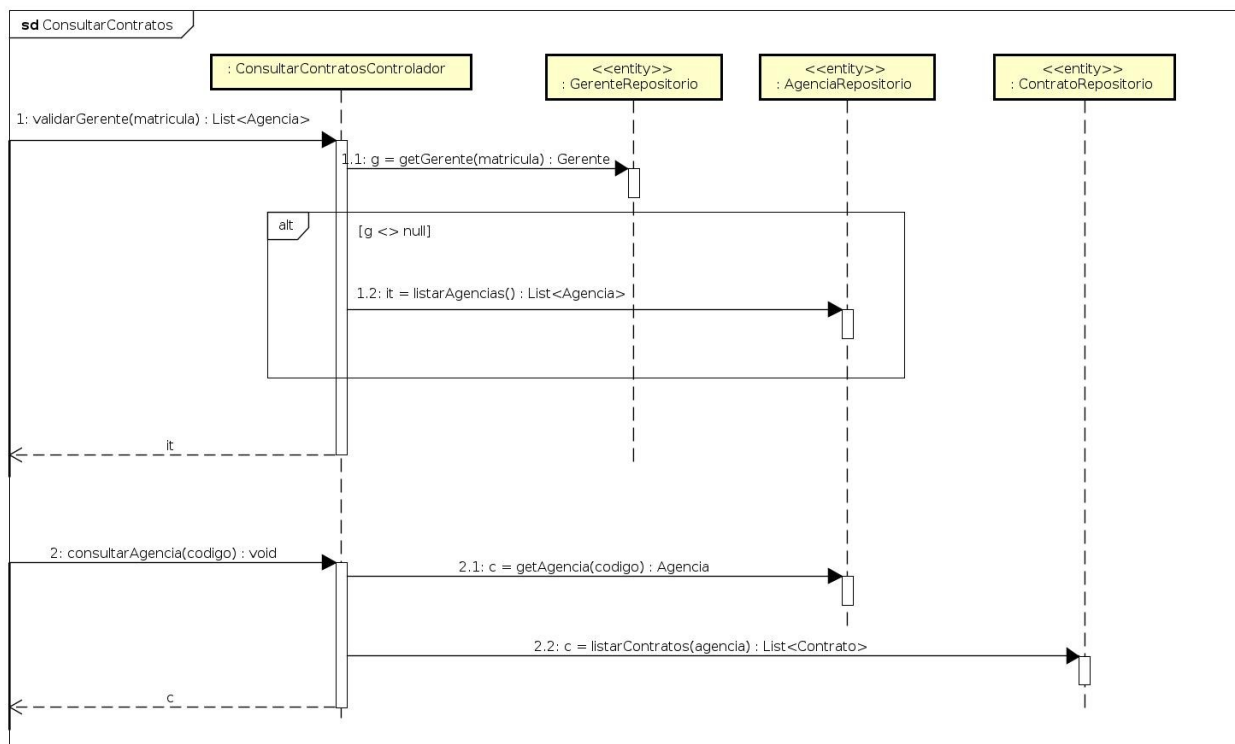 sd ConsultarContratos
: ConsultarContratosControlador
<<entity>>
: GerenteRepositorio
<<entity>>
: AgenciaRepositorio
<<entity>>
: ContratoRepositorio
1: validarGerente(matricula) : List<Agencia>
1.1: g = getGerente(matricula) : Gerente
alt
[g <> null]
1.2: it = listarAgencias() : List<Agencia>
it
2: consultarAgencia(codigo) : void
2.1: c = getAgencia(codigo) : Agencia
2.2: c = listarContratos(agencia) : List<Contrato>
c